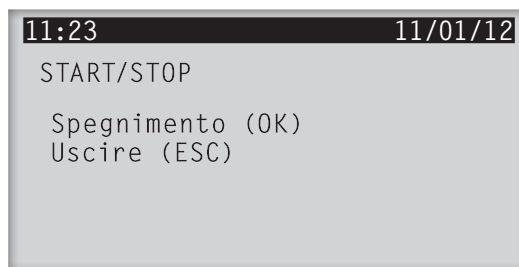 11:23 11/01/12
START/STOP
Spegnimento (OK)
Uscire (ESC)